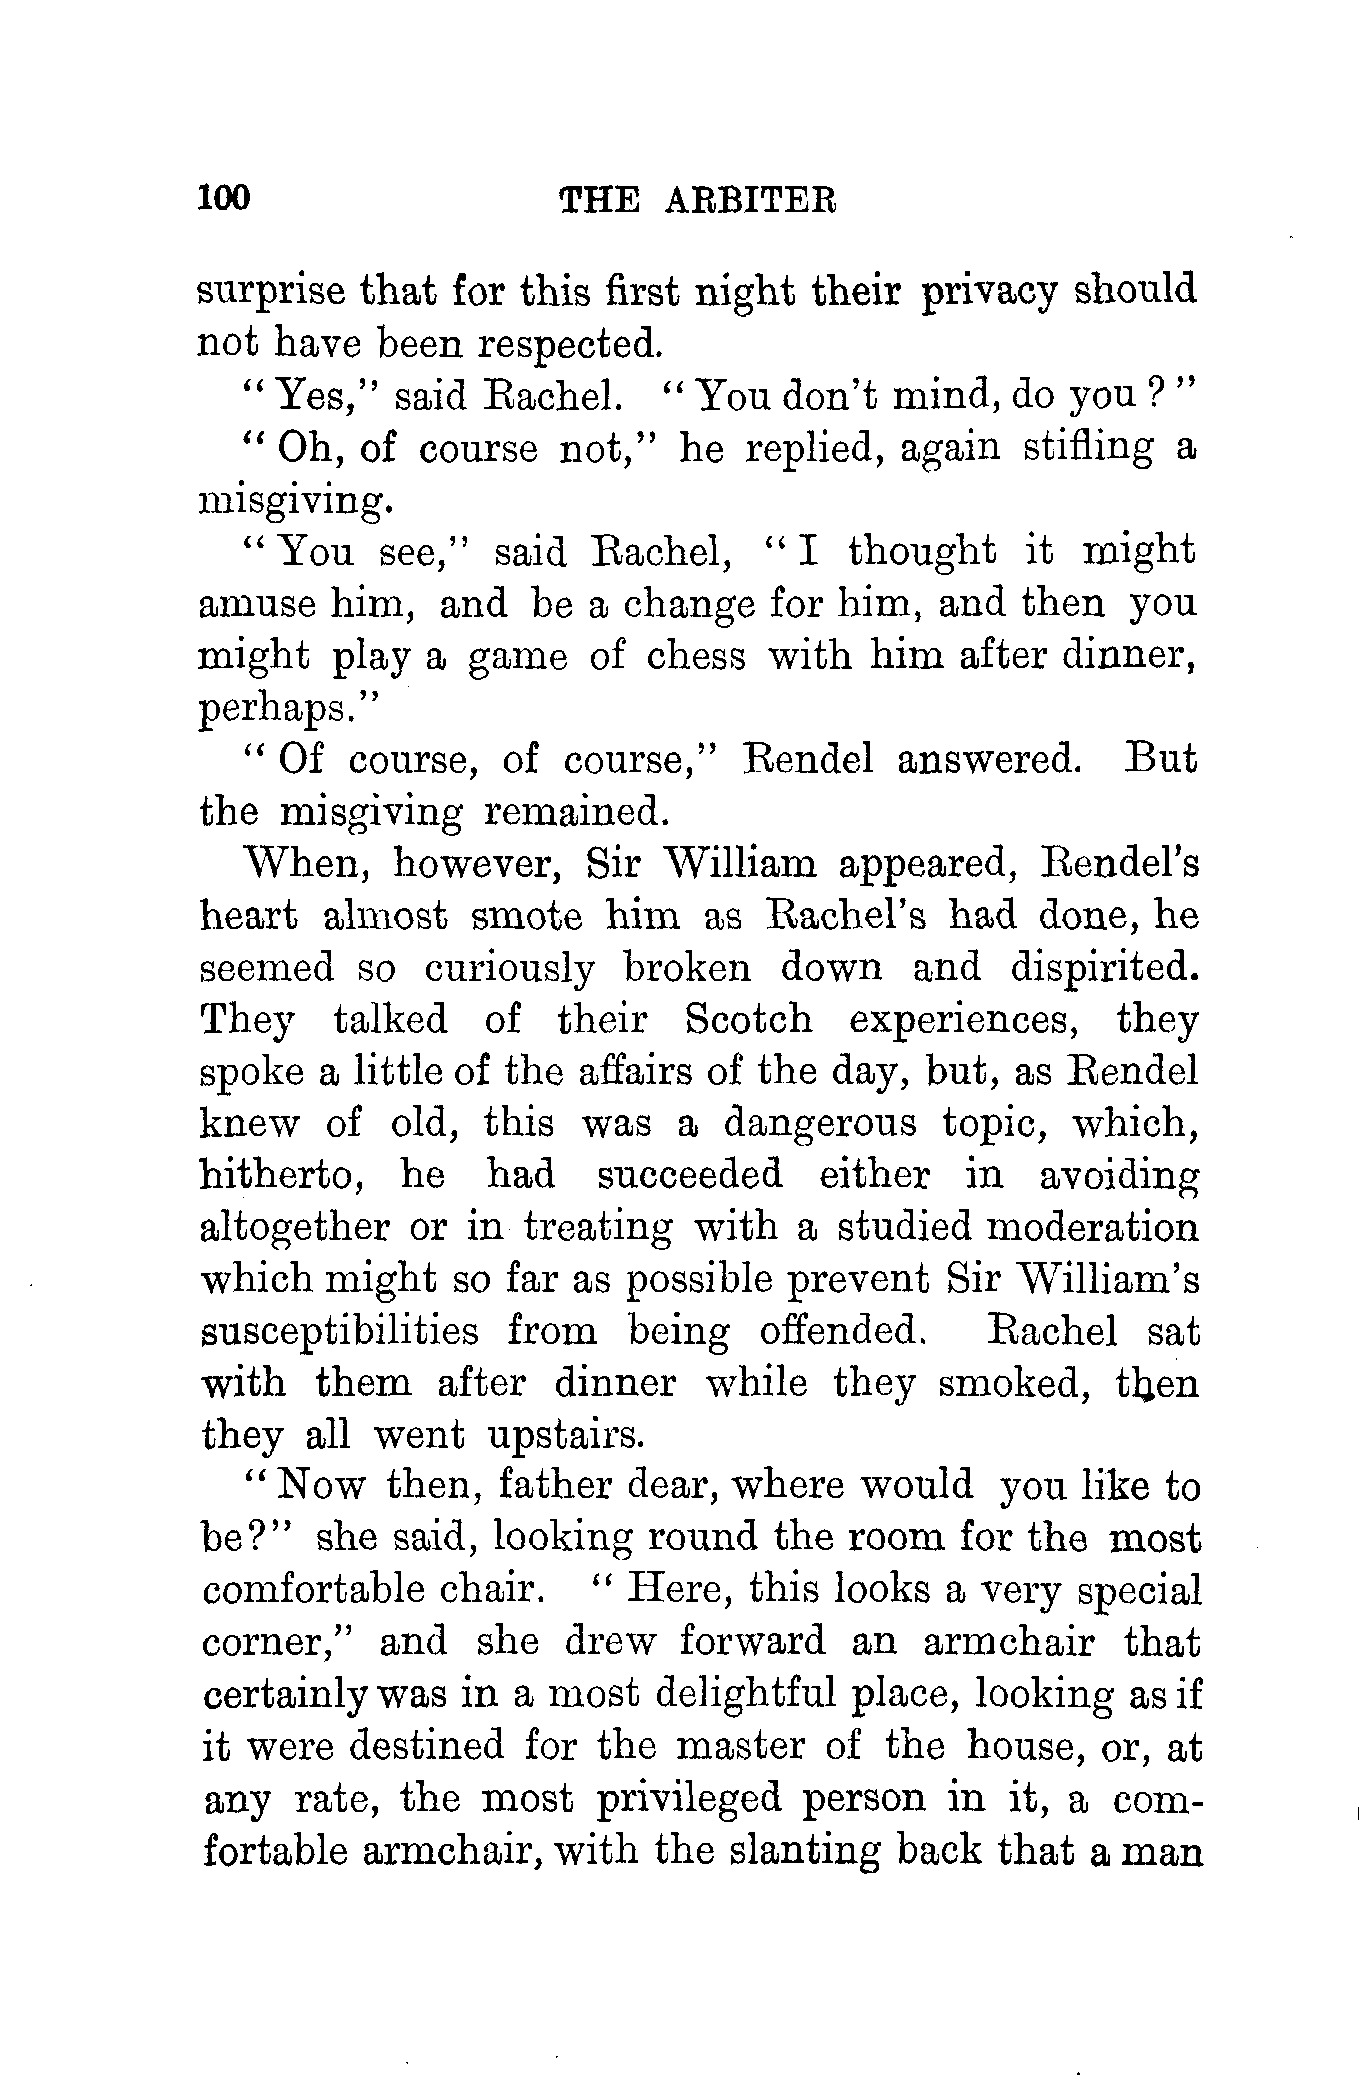 100 THE ARBITER
surprise that for this first night their privacy should
not have been respected.
“Yes,” said Rachel. “You don’t mind, do you?”
“Oh, of course not,” he replied, again stifling a
misgiving.
“You see,” said Rachel, “I thought it might
amuse him, and be a change for him, and then you
might play a game of chess with him after dinner,
perhaps.”
“Of course, of course,” Rendel answered. But
the misgiving remained.
When, however, Sir William appeared, Rendel’s
heart almost smote him as Rachel’s had done, he
seemed so curiously broken down and dispirited.
They talked of their Scotch experiences, they
spoke a little of the affairs of the day, but, as Rendel
knew of old, this was a dangerous topic, which,
hitherto, he had succeeded either in avoiding
altogether or in treating with a studied moderation
which might so far as possible prevent Sir William’s
susceptibilities from being offended. Rachel sat
with them after dinner while they smoked, then
they all went upstairs.
“Now then, father dear, where would you like to
be?” she said, looking round the room for the most
comfortable chair. “Here, this looks a very special
corner,” and she drew forward an armchair that
certainly was in a most delightful place, looking as if
it were destined for the master of the house, or, at
any rate, the most privileged person in it, a com-
fortable armchair, with the slanting back that a man